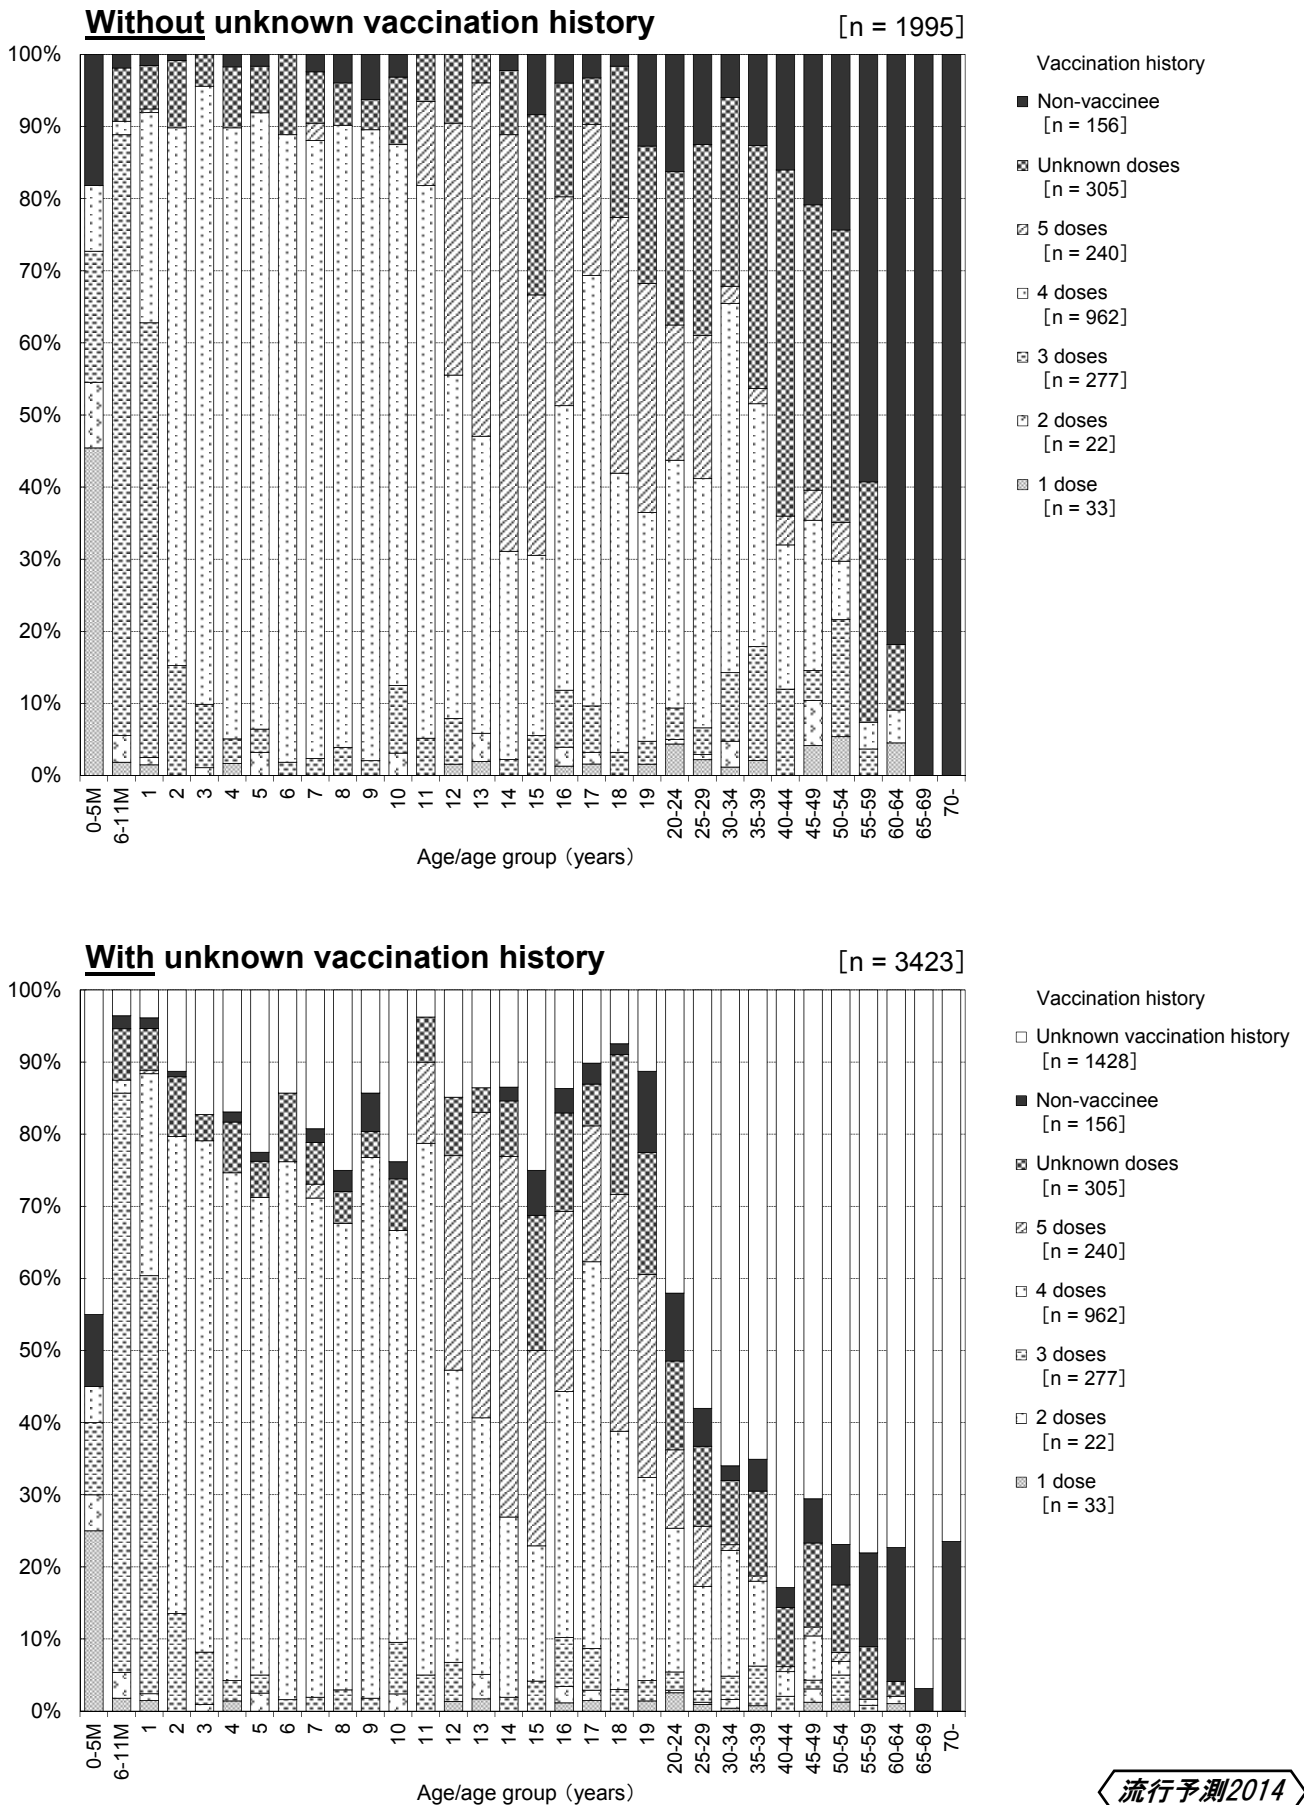 Without unknown vaccination history
[n = 1995]
100%
90%
80%
70%
60%
50%
40%
30%
20%
10%
0%
0-5M
6-11M
1
2
3
4
5
6
7
8
9
10
11
12
13
14
15
16
17
18
19
20-24
25-29
30-34
35-39
40-44
45-49
50-54
55-59
60-64
65-69
70-
Age/age group (years)
Vaccination history
Non-vaccinee
[n = 156]
Unknown doses
[n = 305]
5 doses
[n = 240]
4 doses
[n = 962]
3 doses
[n = 277]
2 doses
[n = 22]
1 dose
[n = 33]
With unknown vaccination history
[n = 3423]
100%
90%
80%
70%
60%
50%
40%
30%
20%
10%
0%
0-5M
6-11M
1
2
3
4
5
6
7
8
9
10
11
12
13
14
15
16
17
18
19
20-24
25-29
30-34
35-39
40-44
45-49
50-54
55-59
60-64
65-69
70-
Age/age group (years)
Vaccination history
Unknown vaccination history
[n = 1428]
Non-vaccinee
[n = 156]
Unknown doses
[n = 305]
5 doses
[n = 240]
4 doses
[n = 962]
3 doses
[n = 277]
2 doses
[n = 22]
1 dose
[n = 33]
流行予測2014